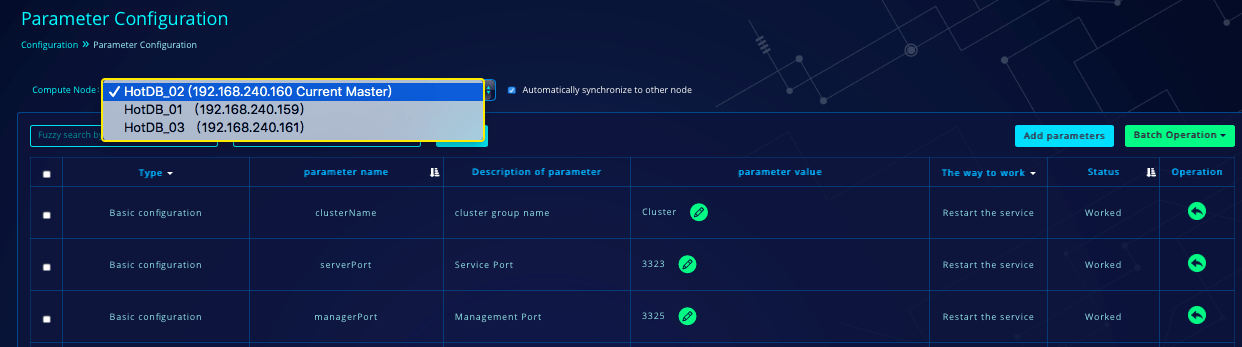 Parameter Configuration
Configuration » Parameter Configuration
Compute Node: ✓ HotDB_02 (192.168.240.160 Current Master)
Automatically synchronize to other node
HotDB_01 (192.168.240.159)
HotDB_03 (192.168.240.161)
Fuzzy search
Add parameters
Batch Operation
Type parameter name Description of parameter parameter value The way to work Status Operation
Basic configuration clusterName cluster group name Cluster Restart the service Worked
Basic configuration serverPort Service Port 3323 Restart the service Worked
Basic configuration managerPort Management Port 3325 Restart the service Worked